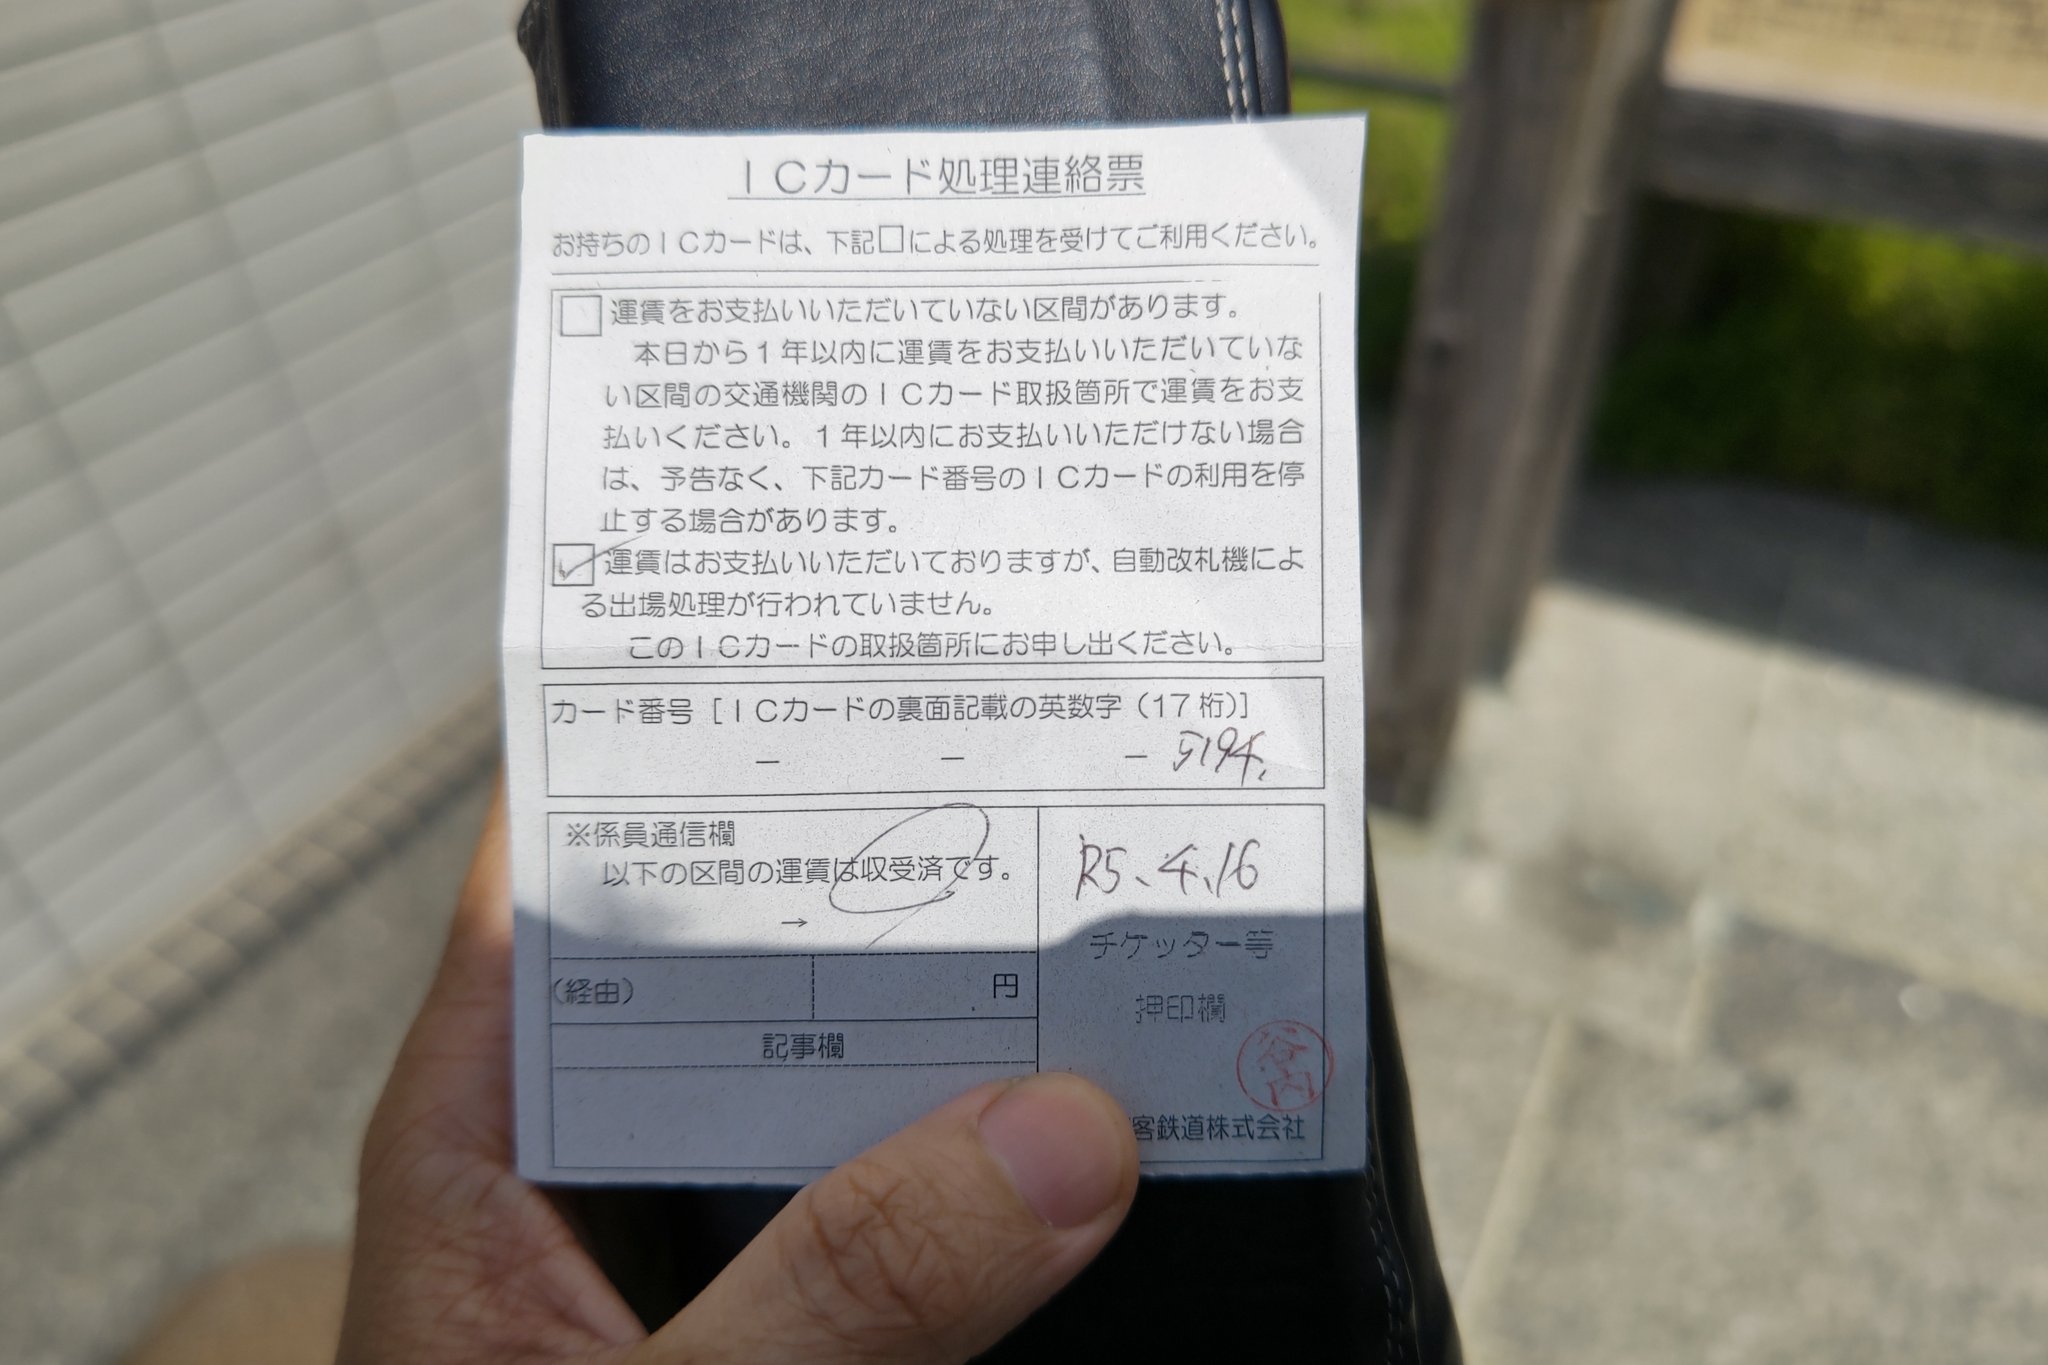 ICカード処理連絡票
お持ちのICカードは、下記□による処理を受けてご利用ください。
□運賃をお支払いいただいていない区間があります。
本日から1年以内に運賃をお支払いいただいていな
い区間の交通機関のICカード取扱箇所で運賃をお支
払いください。1年以内にお支払いいただけない場合
は、予告なく、下記カード番号のICカードの利用を停
止する場合があります。
☑運賃はお支払いいただいておりますが、自動改札機によ
る出場処理が行われていません。
このICカードの取扱箇所にお申し出ください。
カード番号[ICカードの裏面記載の英数字(17桁)]
－ － － 5194
※係員通信欄
以下の区間の運賃は収受済です。
→
(経由) 円
記事欄
R5.4.16
チケッター等
押印欄
客鉄道株式会社